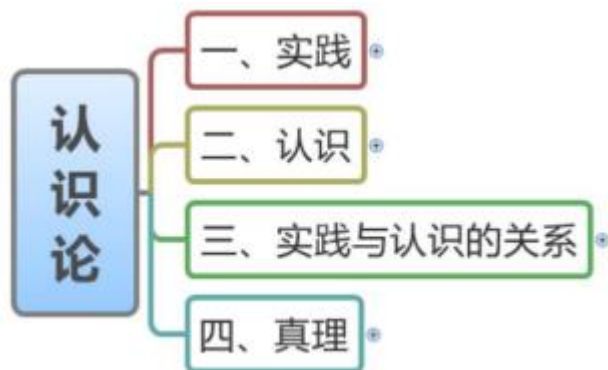 认识论
一、实践
二、认识
三、实践与认识的关系
四、真理